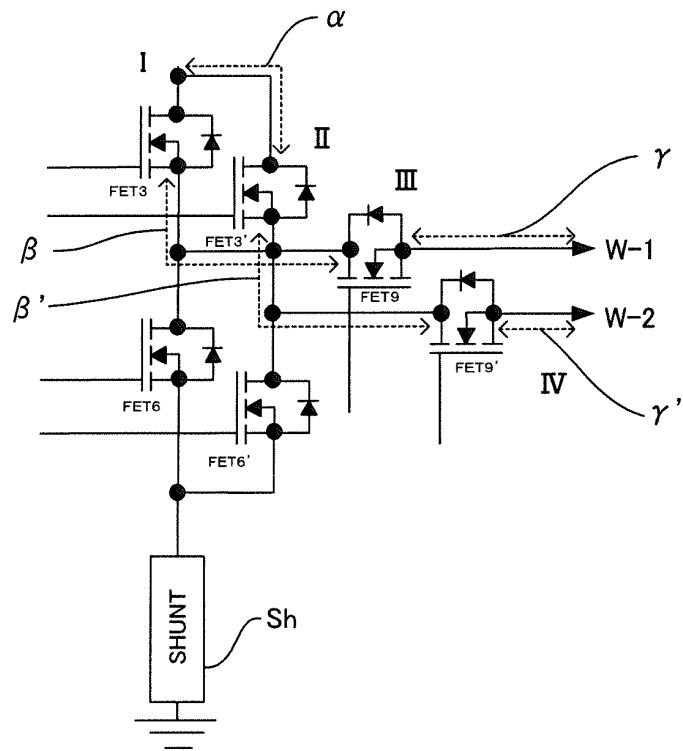 α
I
II
FET3
III
γ
FET3'
β
W-1
FET9
β'
W-2
FET9'
IV
FET6
γ'
FET6'
SHUNT
Sh